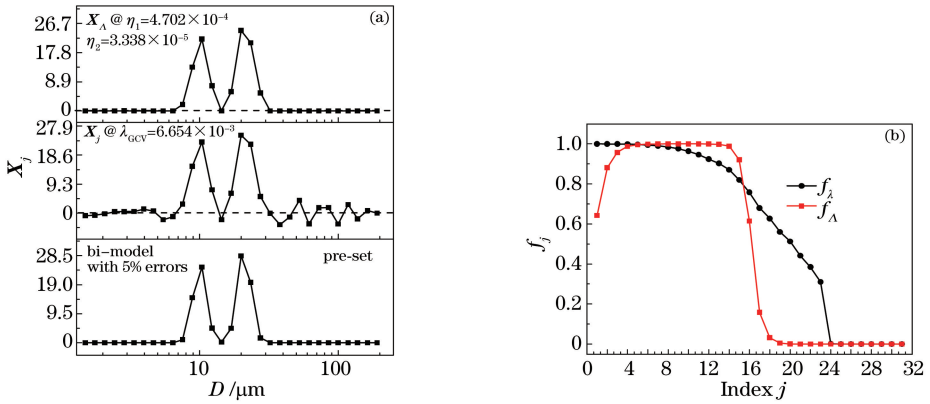 (a)
X_Λ @ η₁=4.702×10⁻⁴
η₂=3.338×10⁻⁵
26.7
17.8
8.9
0
X_j @ λ_GCV=6.654×10⁻³
27.9
18.6
9.3
0
X_j
bi-model
with 5% errors
pre-set
28.5
19.0
9.5
0
10
100
D /μm
(b)
1.0
0.8
0.6
0.4
0.2
0
f_j
f_λ
f_Λ
0 4 8 12 16 20 24 28 32
Index j